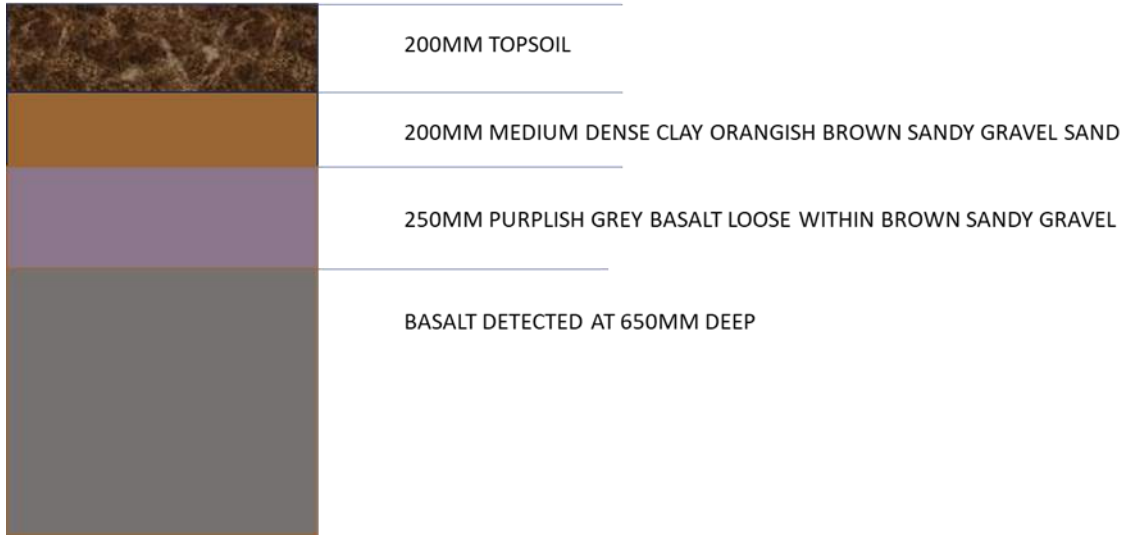 200MM TOPSOIL
200MM MEDIUM DENSE CLAY ORANGISH BROWN SANDY GRAVEL SAND
250MM PURPLISH GREY BASALT LOOSE WITHIN BROWN SANDY GRAVEL
BASALT DETECTED AT 650MM DEEP